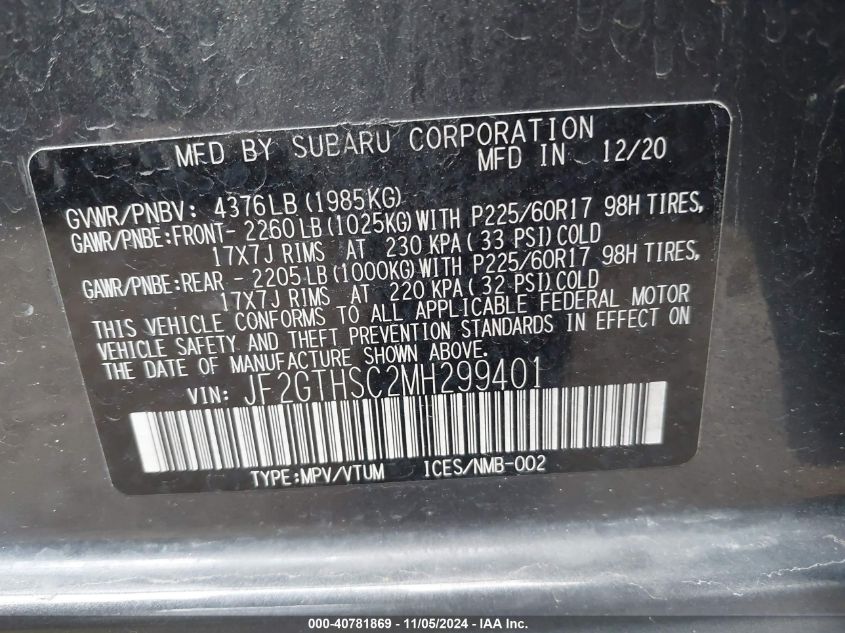 MFD BY SUBARU CORPORATION
MFD IN 12/20
GVWR/PNBV: 4376LB (1985KG)
GAWR/PNBE:FRONT- 2260LB (1025KG) WITH P225/60R17 98H TIRES,
17X7J RIMS AT 230 KPA ( 33 PSI) COLD
GAWR/PNBE:REAR - 2205LB (1000KG) WITH P225/60R17 98H TIRES,
17X7J RIMS AT 220 KPA ( 32 PSI) COLD
THIS VEHICLE CONFORMS TO ALL APPLICABLE FEDERAL MOTOR
VEHICLE SAFETY AND THEFT PREVENTION STANDARDS IN EFFECT ON
THE DATE OF MANUFACTURE SHOWN ABOVE.
VIN: JF2GTHSC2MH299401
TYPE:MPV/VTUM ICES/NMB-002
000-40781869 - 11/05/2024 - IAA Inc.